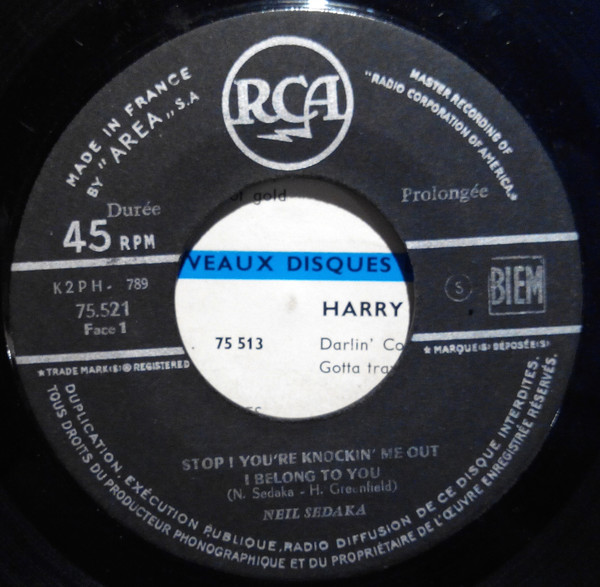 RCA
MADE IN FRANCE
BY "AREA" S.A
MASTER RECORDING OF
"RADIO CORPORATION OF AMERICA"*
Durée
Prolongée
45 RPM
gold
VEAUX DISQUES
K2PH - 789
75.521
Face 1
S
BIEM
HARRY
75 513
Darlin' Co
Gotta tra
* TRADE MARK(S) ® REGISTERED
* MARQUE(S) DÉPOSÉE(S)
STOP ! YOU'RE KNOCKIN' ME OUT
I BELONG TO YOU
(N. Sedaka - H. Greenfield)
NEIL SEDAKA
DUPLICATION, EXÉCUTION PUBLIQUE, RADIO DIFFUSION DE CE DISQUE INTERDITES.
TOUS DROITS DU PRODUCTEUR PHONOGRAPHIQUE ET DU PROPRIÉTAIRE DE L'ŒUVRE ENREGISTRÉE RÉSERVÉS.